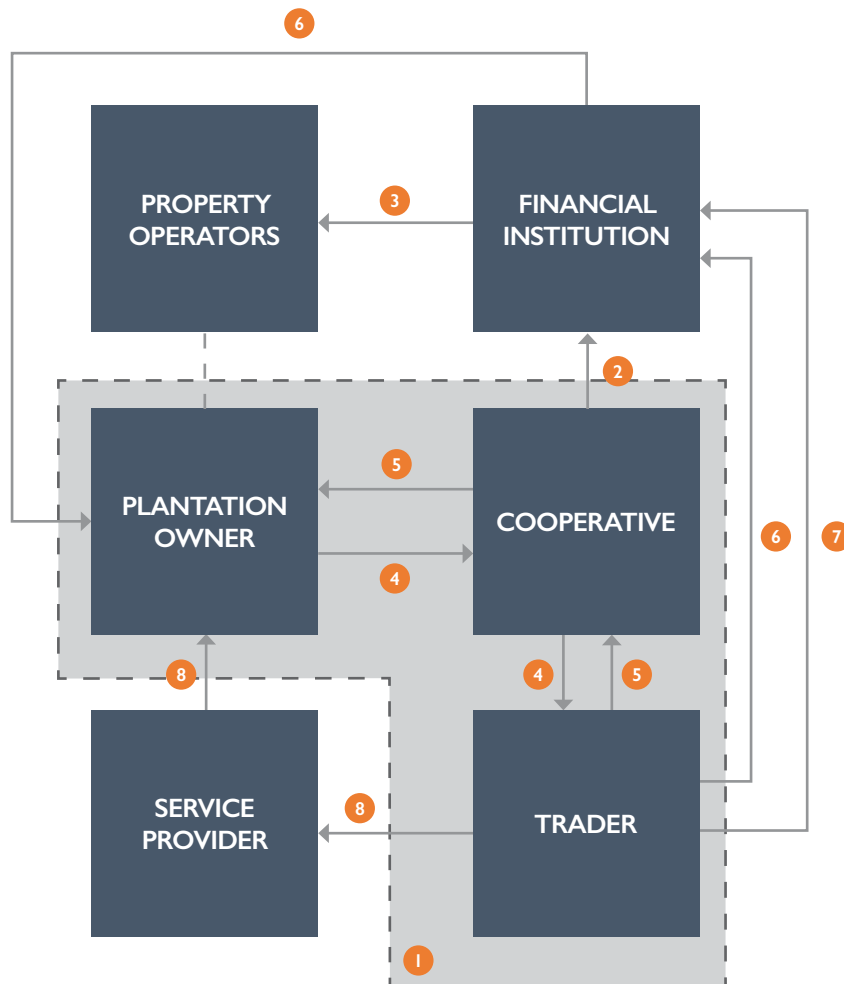 6
PROPERTY
OPERATORS
3
FINANCIAL
INSTITUTION
2
PLANTATION
OWNER
5
4
COOPERATIVE
6
7
8
4
5
SERVICE
PROVIDER
8
TRADER
1